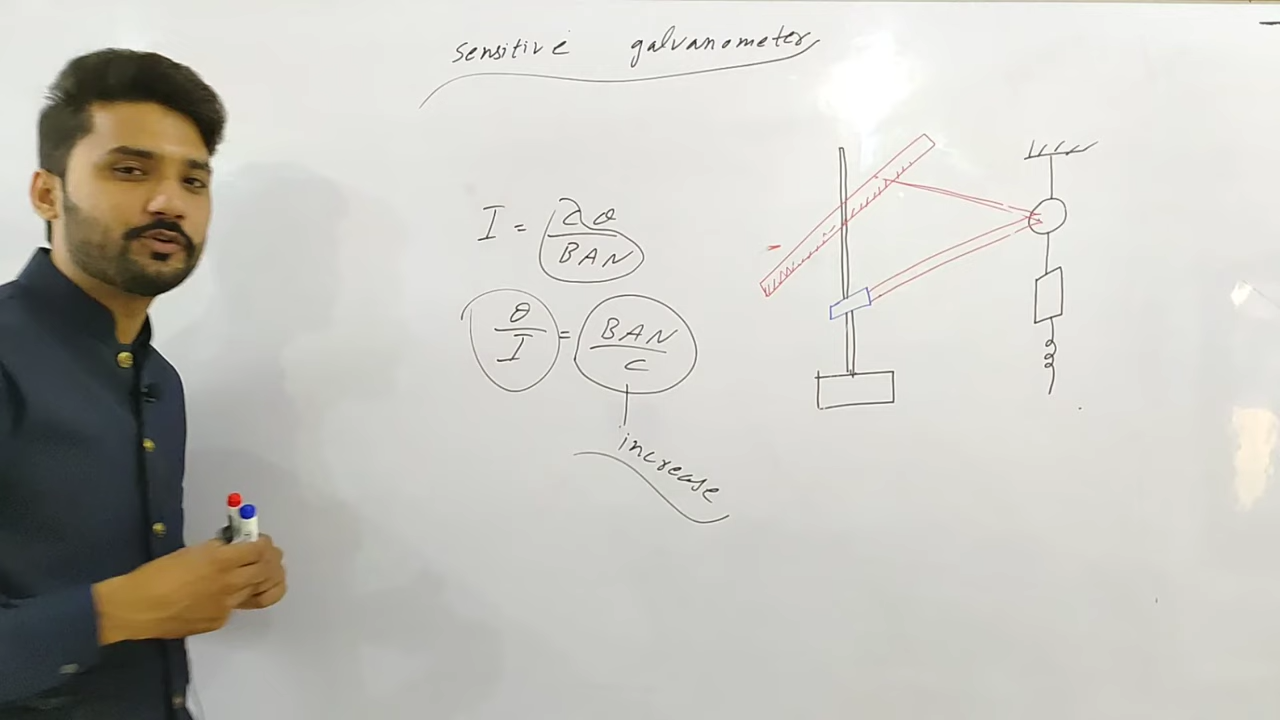 sensitive galvanometer
I = cθ / BAN
θ / I = BAN / c
increase